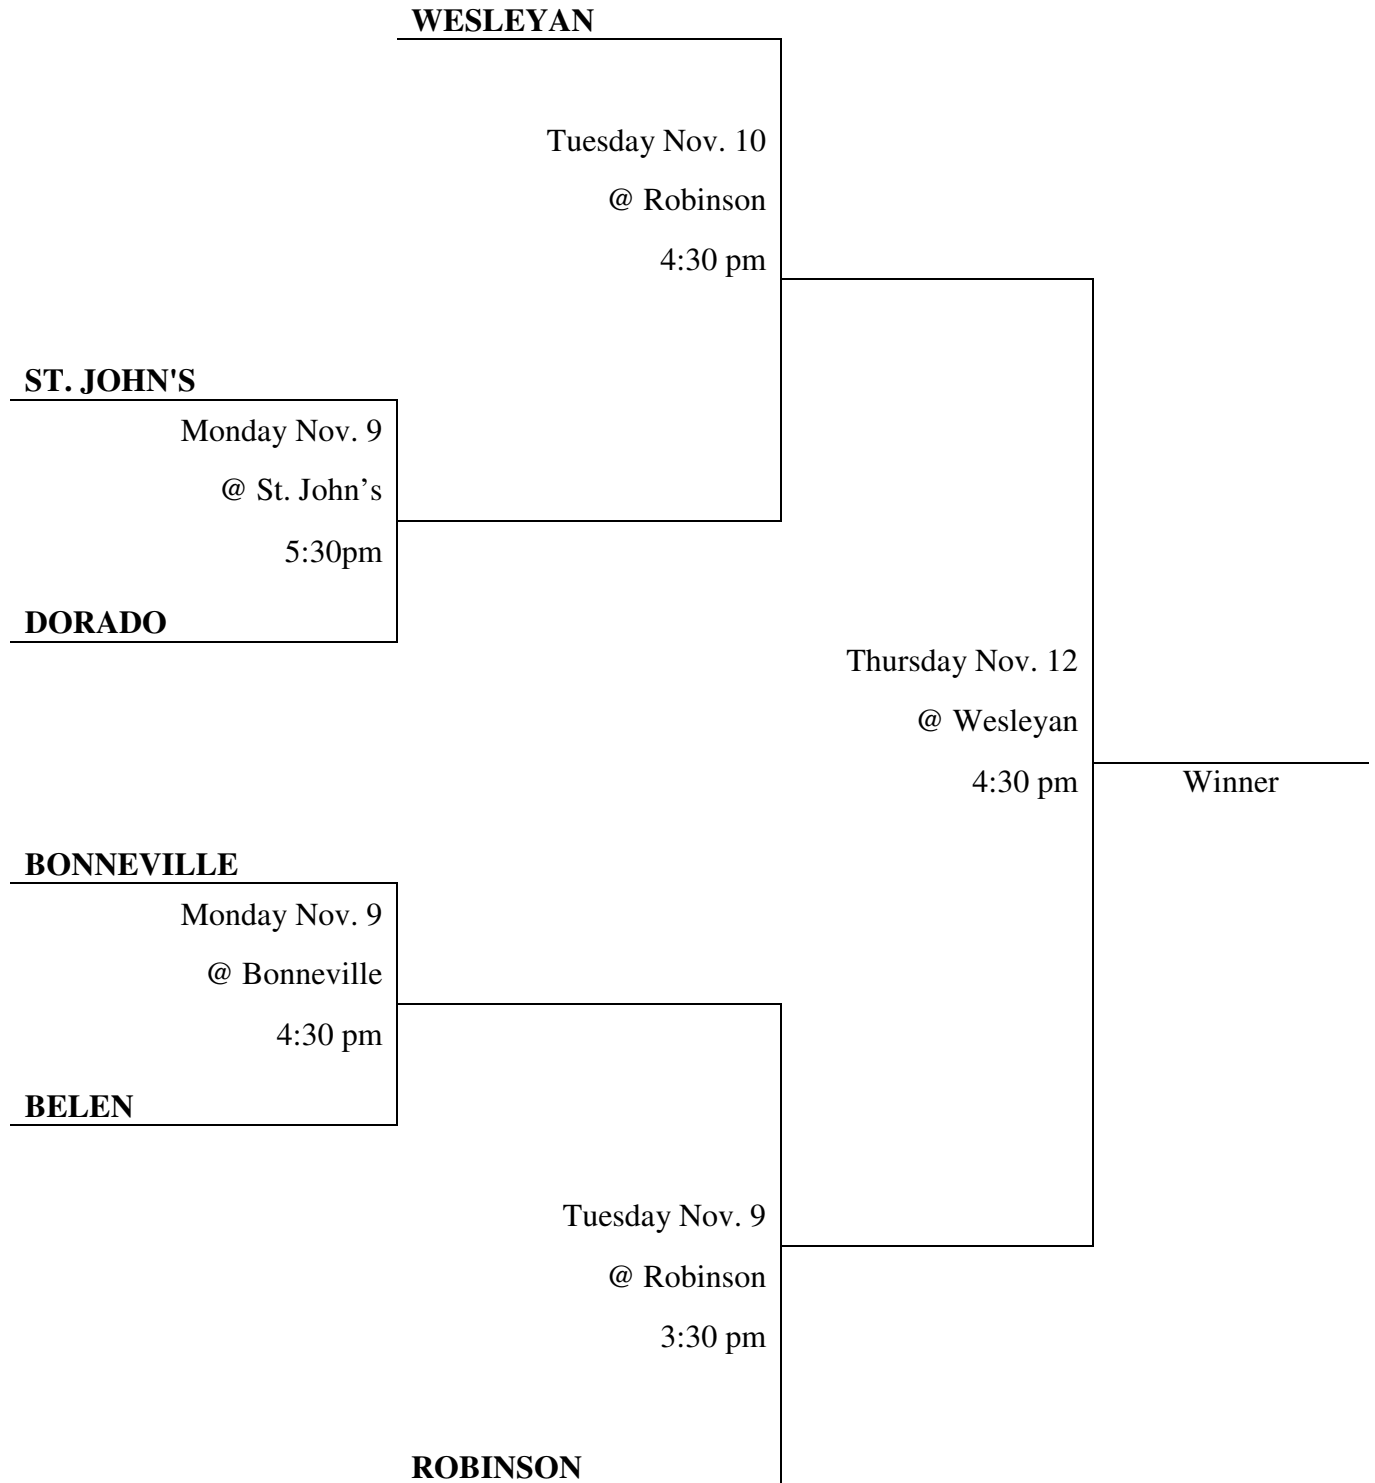 WESLEYAN
Tuesday Nov. 10
@ Robinson
4:30 pm
ST. JOHN'S
Monday Nov. 9
@ St. John’s
5:30pm
DORADO
Thursday Nov. 12
@ Wesleyan
4:30 pm
Winner
BONNEVILLE
Monday Nov. 9
@ Bonneville
4:30 pm
BELEN
Tuesday Nov. 9
@ Robinson
3:30 pm
ROBINSON